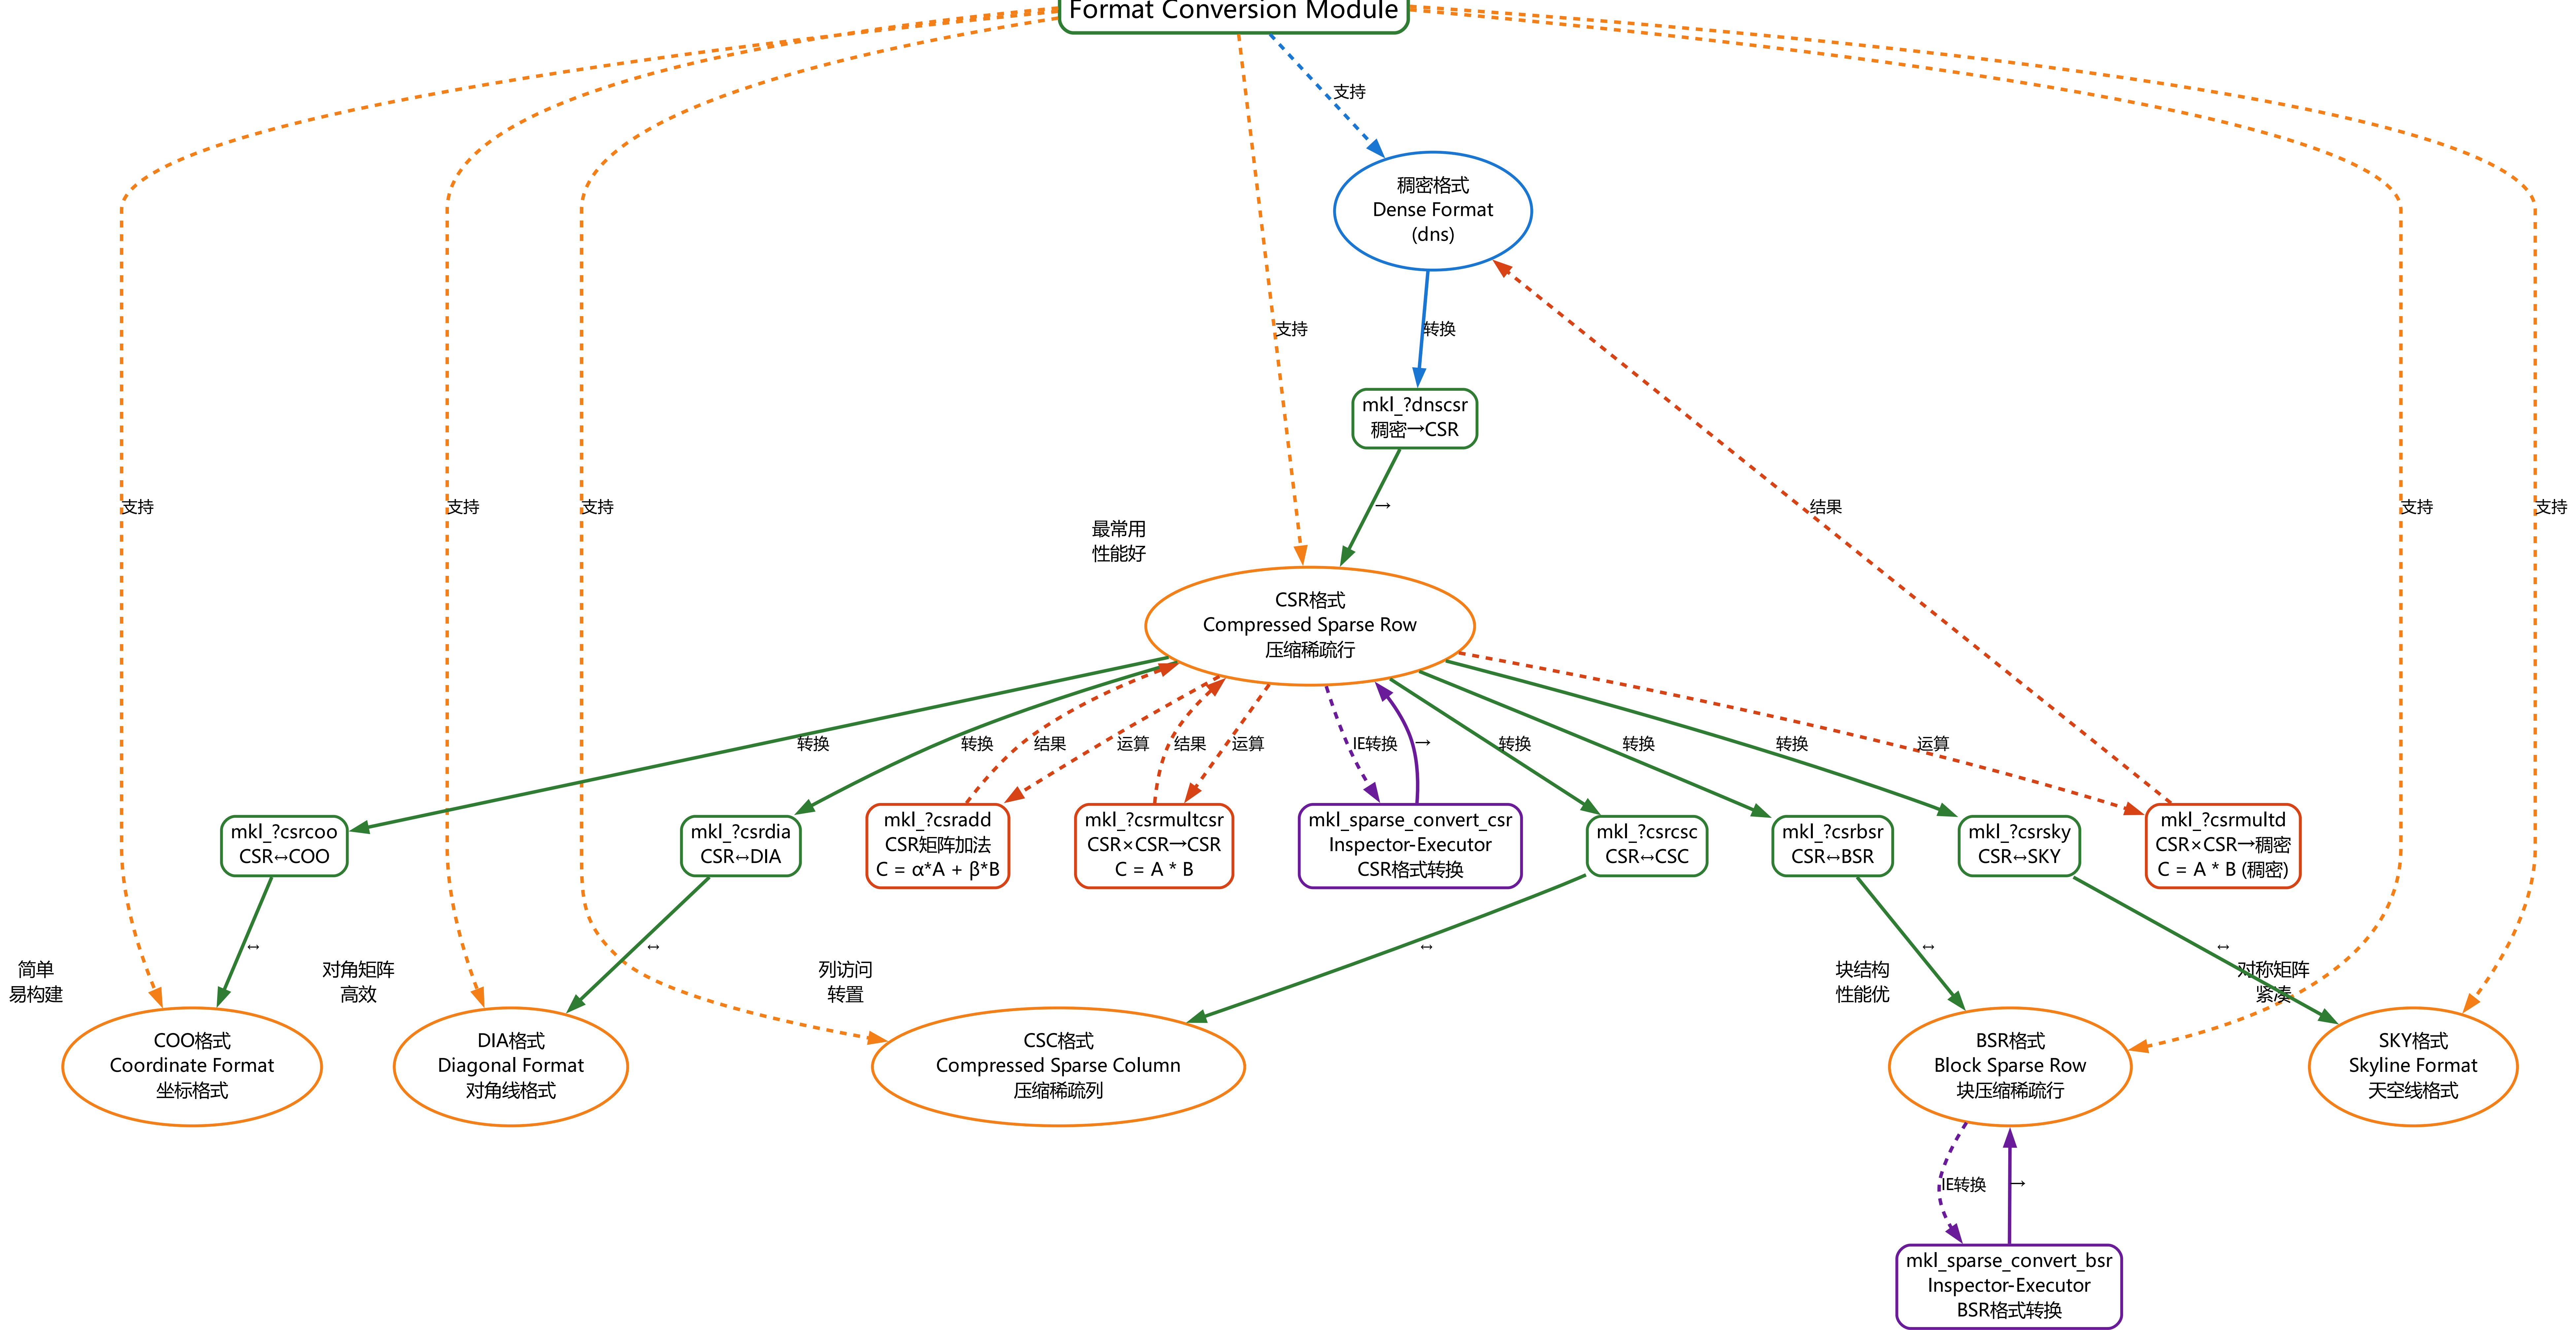 Format Conversion Module
支持
稠密格式
Dense Format
(dns)
支持
转换
mkl_?dnscsr
稠密→CSR
支持
支持
支持
→
结果
支持
支持
最常用
性能好
CSR格式
Compressed Sparse Row
压缩稀疏行
转换
转换
结果
运算
结果
运算
IE转换
→
转换
转换
转换
运算
mkl_?csrcoo
CSR↔COO
mkl_?csrdia
CSR↔DIA
mkl_?csradd
CSR矩阵加法
C = α*A + β*B
mkl_?csrmultcsr
CSR×CSR→CSR
C = A * B
mkl_sparse_convert_csr
Inspector-Executor
CSR格式转换
mkl_?csrcsc
CSR↔CSC
mkl_?csrbsr
CSR↔BSR
mkl_?csrsky
CSR↔SKY
mkl_?csrmultd
CSR×CSR→稠密
C = A * B (稠密)
↔
↔
↔
↔
↔
简单
易构建
对角矩阵
高效
列访问
转置
块结构
性能优
对称矩阵
紧凑
COO格式
Coordinate Format
坐标格式
DIA格式
Diagonal Format
对角线格式
CSC格式
Compressed Sparse Column
压缩稀疏列
BSR格式
Block Sparse Row
块压缩稀疏行
SKY格式
Skyline Format
天空线格式
IE转换
→
mkl_sparse_convert_bsr
Inspector-Executor
BSR格式转换